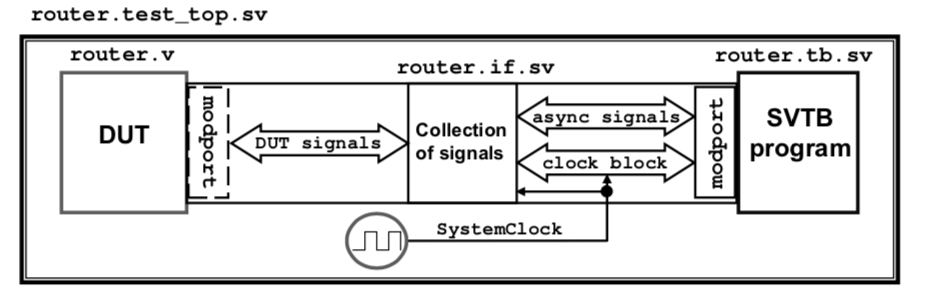 router.test_top.sv
router.v
router.if.sv
router.tb.sv
DUT
modport
DUT signals
Collection
of signals
async signals
clock block
modport
SVTB
program
SystemClock